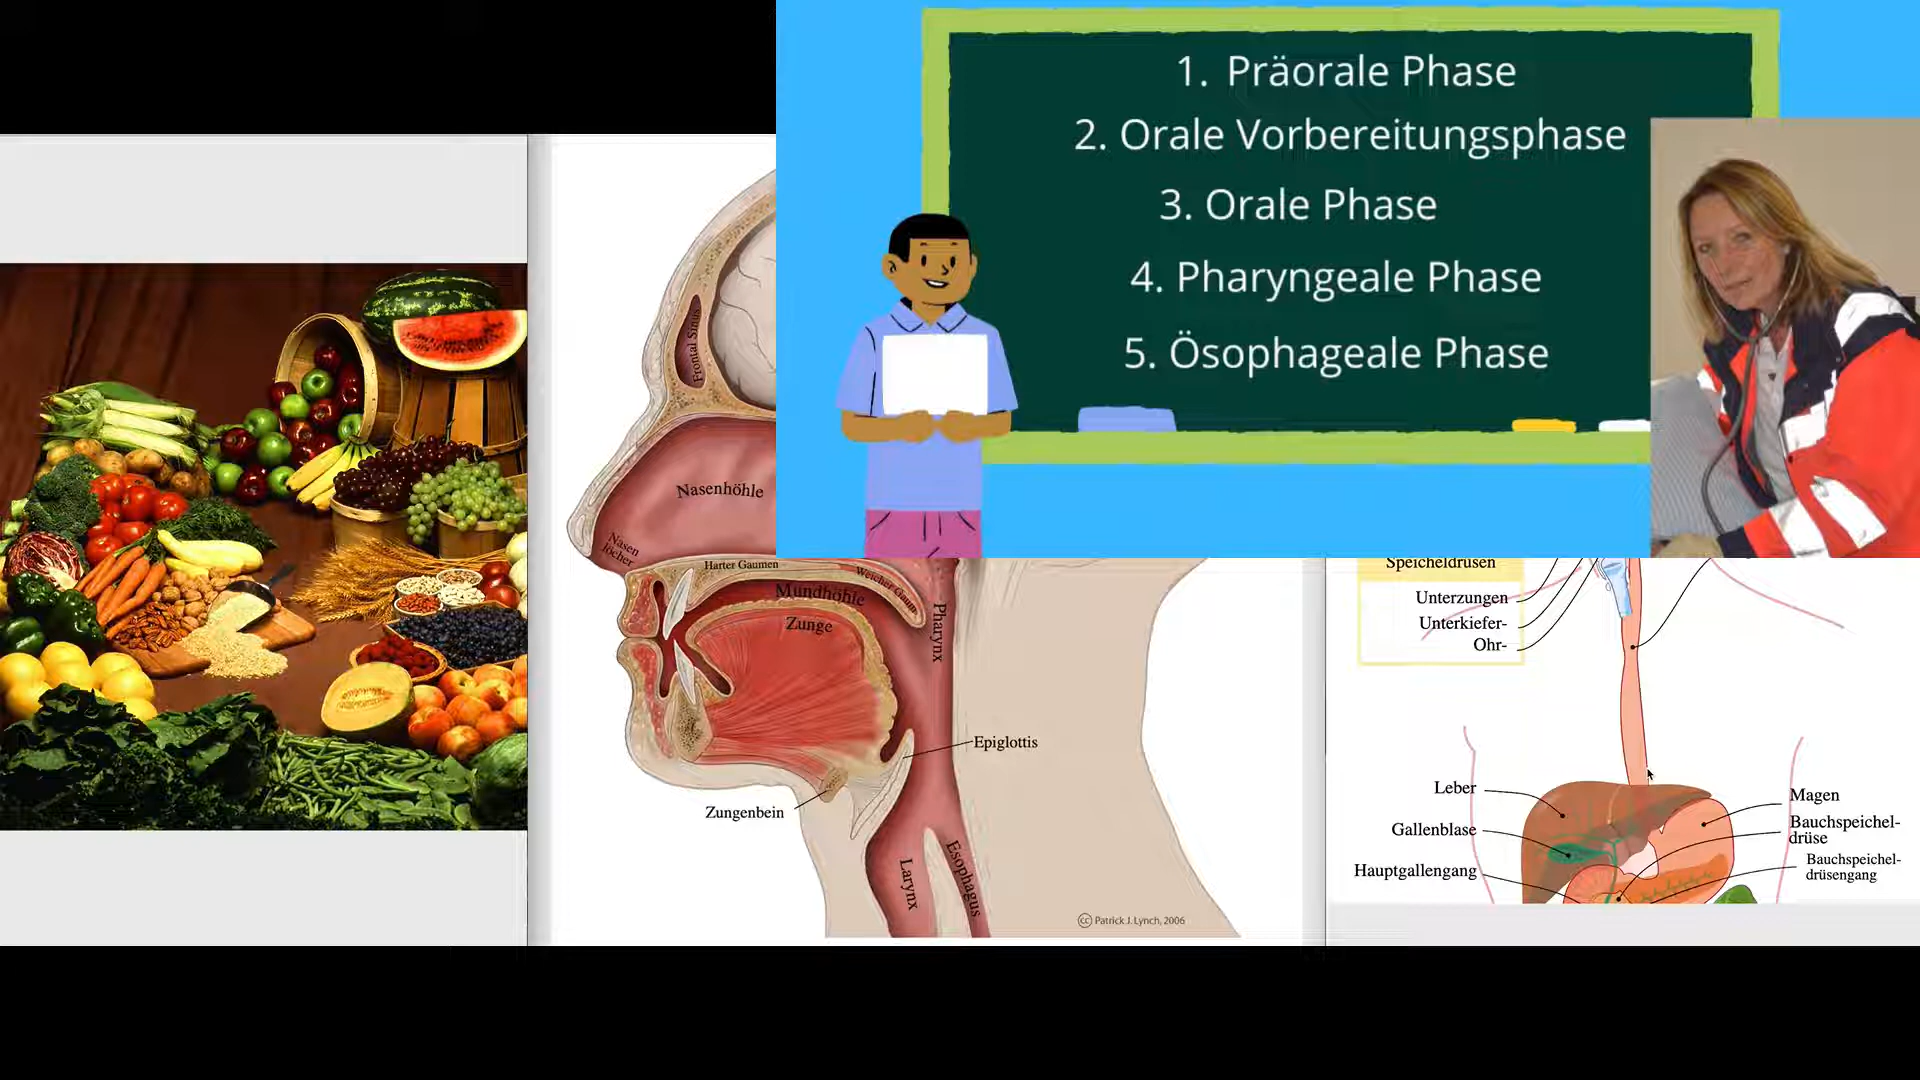 1. Präorale Phase
2. Orale Vorbereitungsphase
3. Orale Phase
4. Pharyngeale Phase
5. Ösophageale Phase
Frontal Sinus
Nasenhöhle
Nasen
löcher
Harter Gaumen
Weicher Gaum
Mundhöhle
Zunge
Pharynx
Epiglottis
Zungenbein
Larynx
Esophagus
cc Patrick J. Lynch, 2006
Speicheldrüsen
Unterzungen
Unterkiefer-
Ohr-
Leber
Gallenblase
Hauptgallengang
Magen
Bauchspeichel-
drüse
Bauchspeichel-
drüsengang